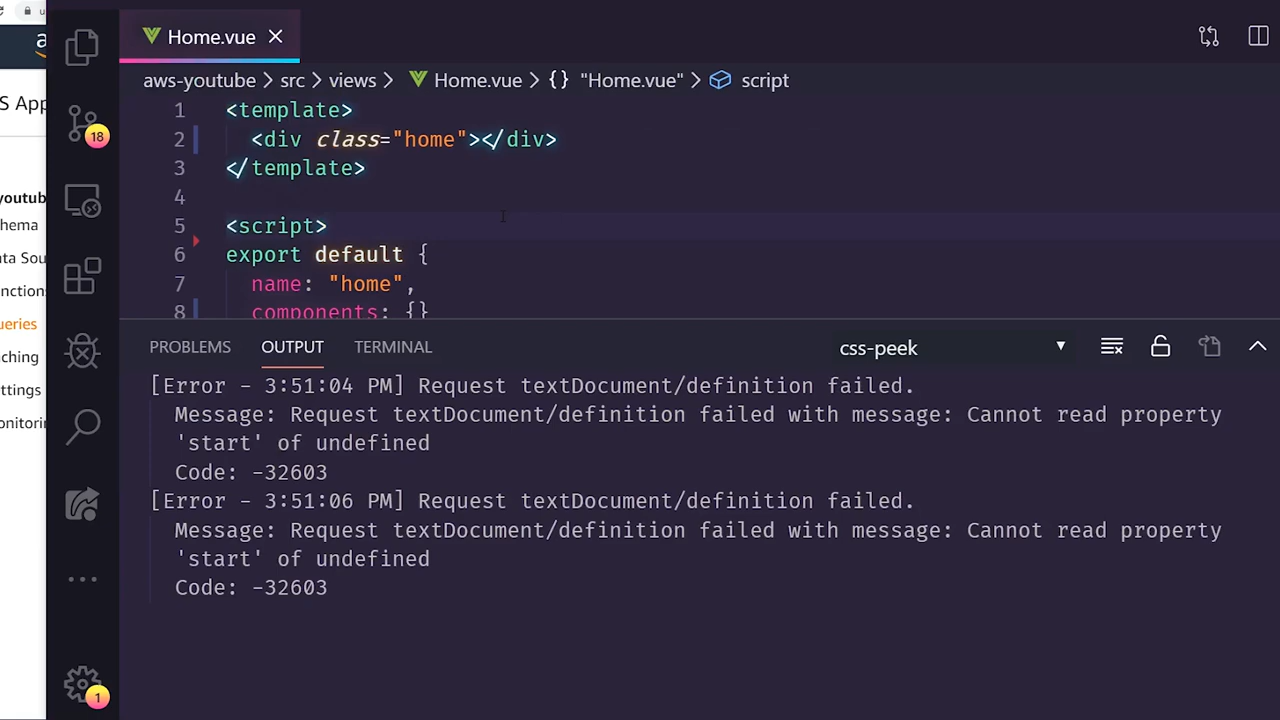 Home.vue
aws-youtube > src > views > Home.vue > {} "Home.vue" > script
1 <template>
2 <div class="home"></div>
3 </template>
4
5 <script>
6 export default {
7 name: "home",
8 components: {}
18
1
PROBLEMS OUTPUT TERMINAL css-peek
[Error - 3:51:04 PM] Request textDocument/definition failed.
Message: Request textDocument/definition failed with message: Cannot read property
'start' of undefined
Code: -32603
[Error - 3:51:06 PM] Request textDocument/definition failed.
Message: Request textDocument/definition failed with message: Cannot read property
'start' of undefined
Code: -32603
S App
youtub
hema
ata Sou
nctions
ueries
ching
ttings
onitorin